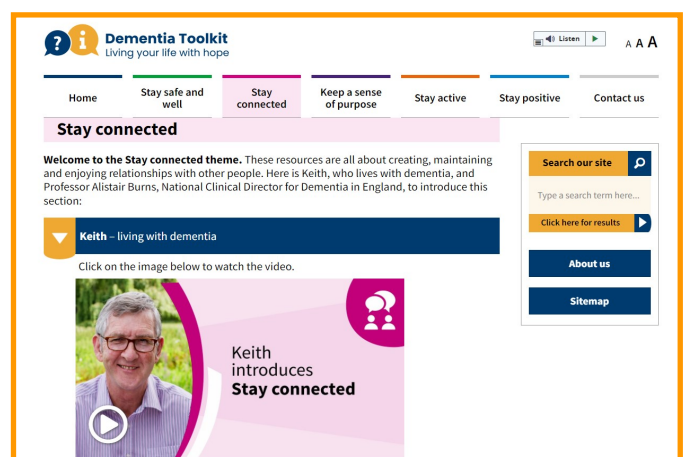 ? i
Dementia Toolkit
Living your life with hope
Listen
A A A
Home
Stay safe and
well
Stay
connected
Keep a sense
of purpose
Stay active
Stay positive
Contact us
Stay connected
Welcome to the Stay connected theme. These resources are all about creating, maintaining
and enjoying relationships with other people. Here is Keith, who lives with dementia, and
Professor Alistair Burns, National Clinical Director for Dementia in England, to introduce this
section:
Keith – living with dementia
Click on the image below to watch the video.
Keith
introduces
Stay connected
Search our site
Type a search term here...
Click here for results
About us
Sitemap